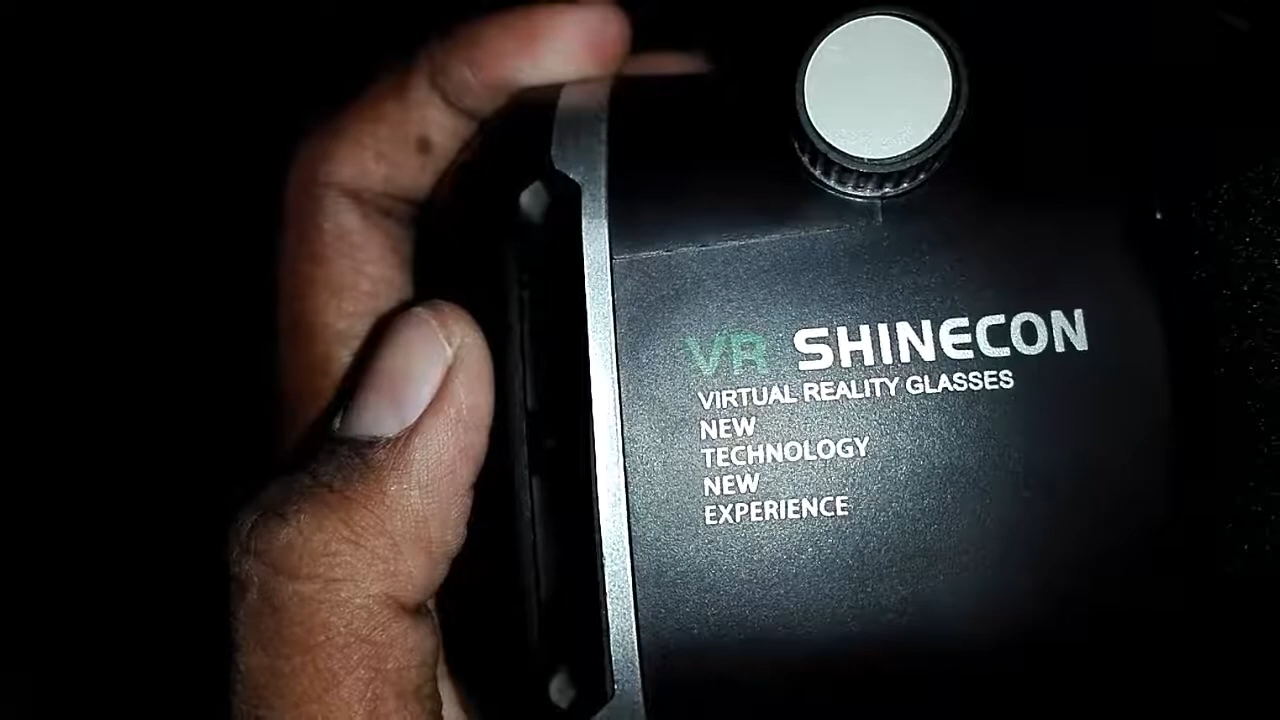 VR SHINECON
VIRTUAL REALITY GLASSES
NEW
TECHNOLOGY
NEW
EXPERIENCE